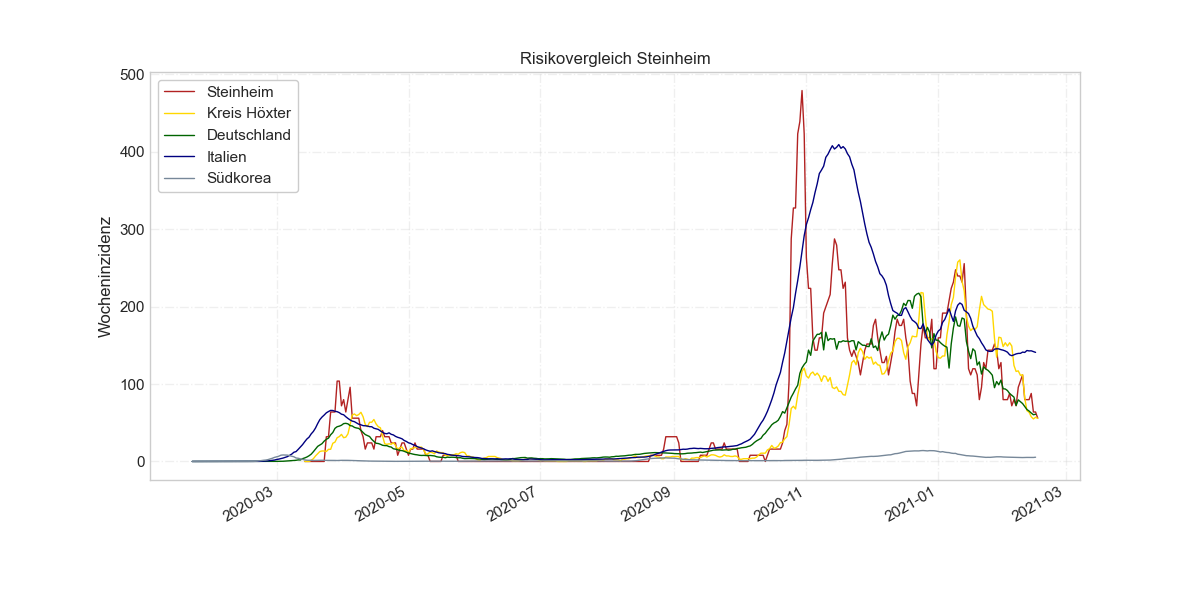 Risikovergleich Steinheim
500
400
300
200
100
0
Wocheninzidenz
Steinheim
Kreis Höxter
Deutschland
Italien
Südkorea
2020-03
2020-05
2020-07
2020-09
2020-11
2021-01
2021-03